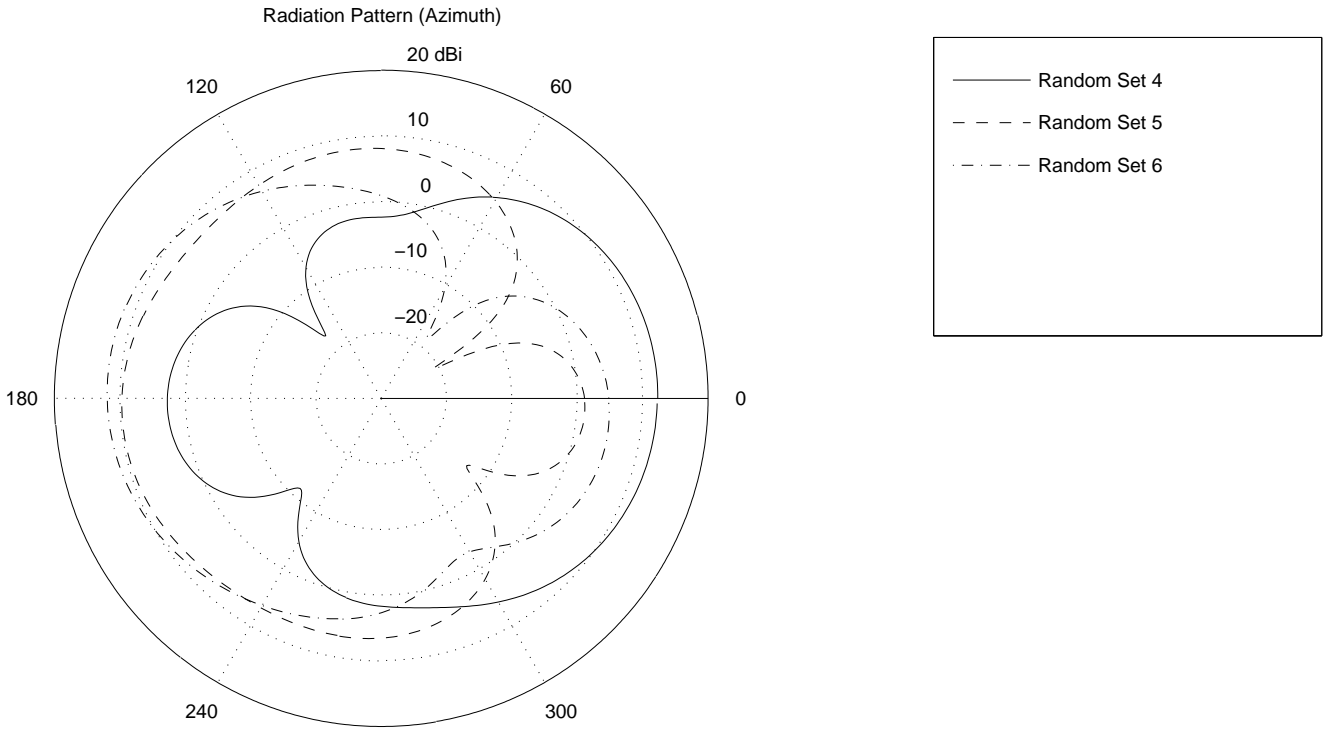 Radiation Pattern (Azimuth)
20 dBi
120
60
10
0
−10
−20
180
0
240
300
Random Set 4
Random Set 5
Random Set 6